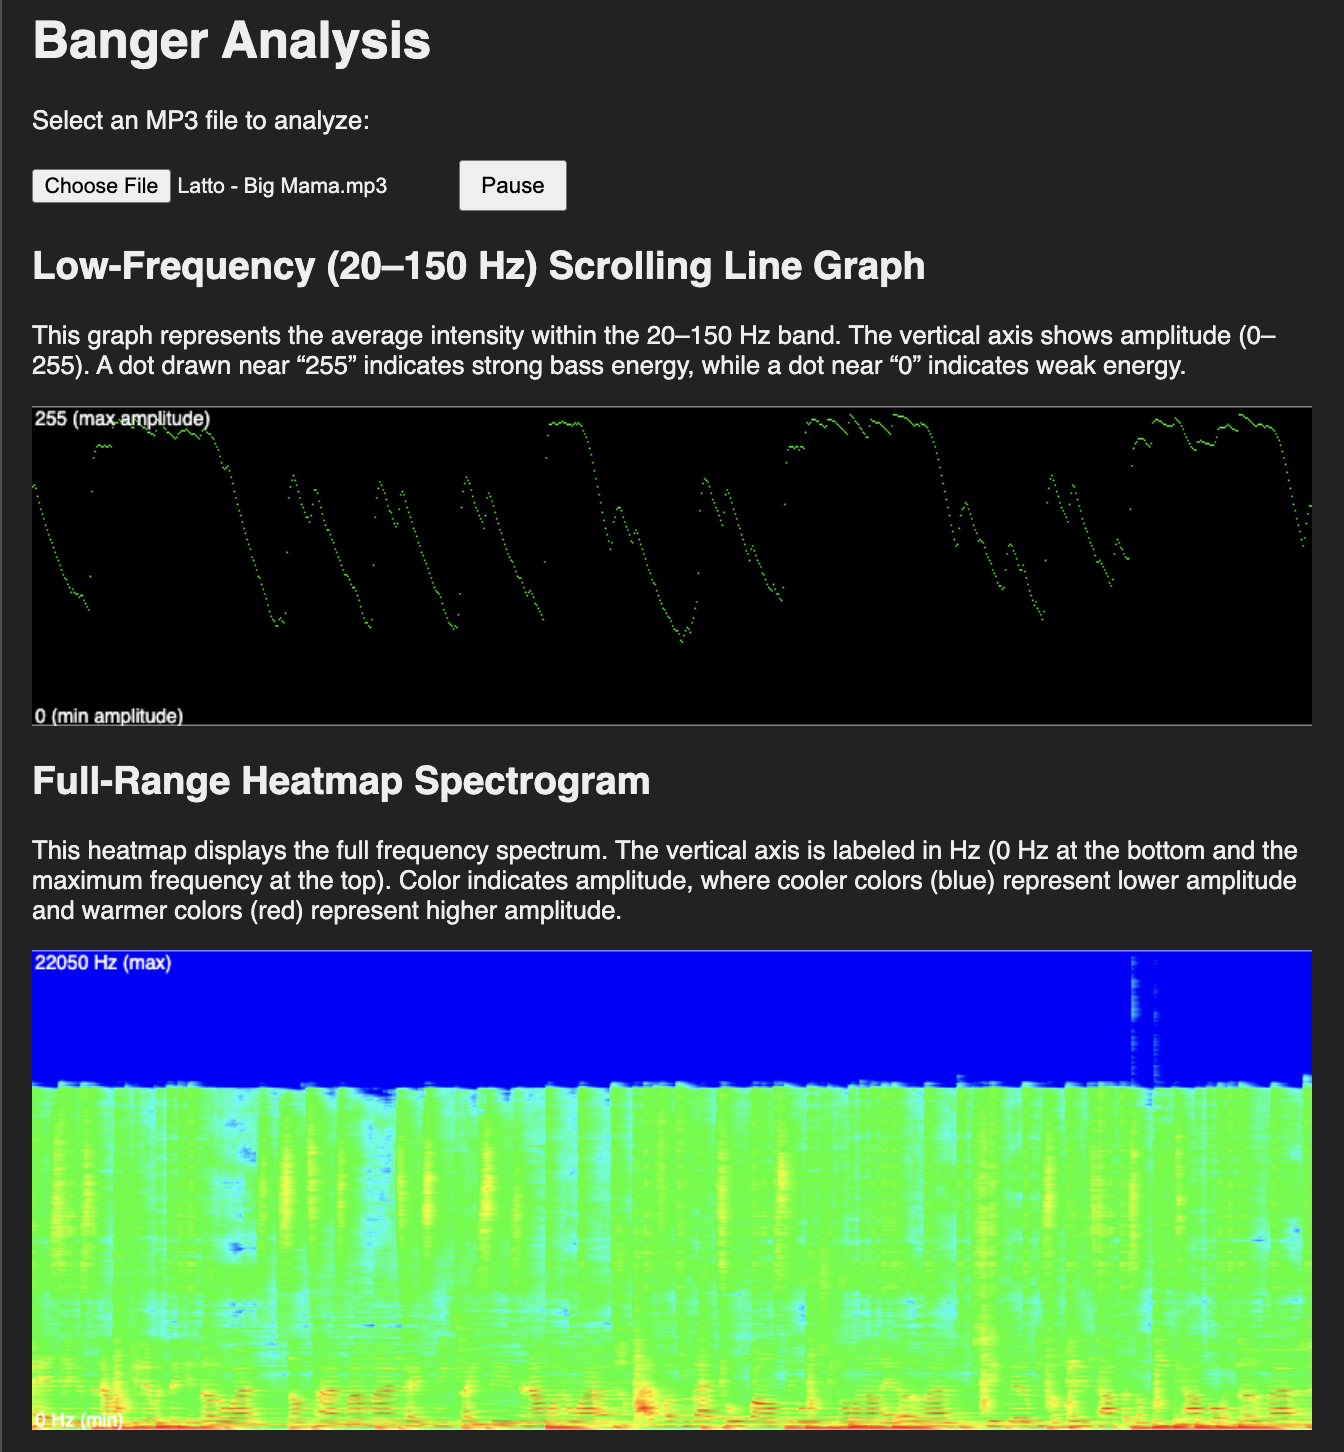 Banger Analysis
Select an MP3 file to analyze:
Choose File Latto - Big Mama.mp3 Pause
Low-Frequency (20–150 Hz) Scrolling Line Graph
This graph represents the average intensity within the 20–150 Hz band. The vertical axis shows amplitude (0–
255). A dot drawn near “255” indicates strong bass energy, while a dot near “0” indicates weak energy.
255 (max amplitude)
0 (min amplitude)
Full-Range Heatmap Spectrogram
This heatmap displays the full frequency spectrum. The vertical axis is labeled in Hz (0 Hz at the bottom and the
maximum frequency at the top). Color indicates amplitude, where cooler colors (blue) represent lower amplitude
and warmer colors (red) represent higher amplitude.
22050 Hz (max)
0 Hz (min)